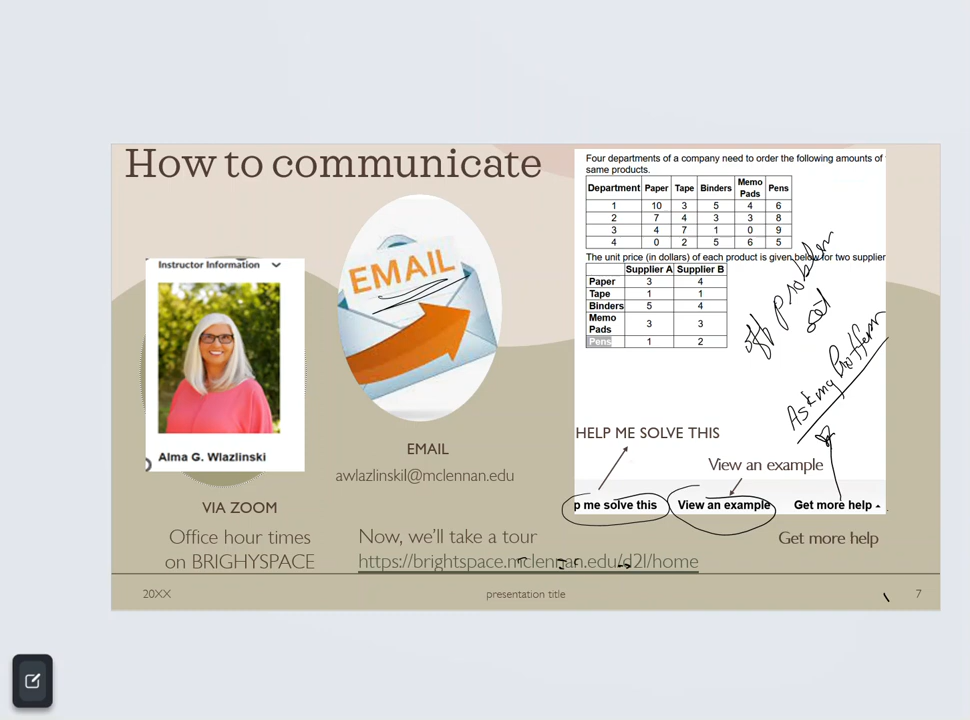 How to communicate
Instructor Information
Alma G. Wlazlinski
VIA ZOOM
Office hour times
on BRIGHYSPACE
EMAIL
EMAIL
awlazlinskil@mclennan.edu
Now, we'll take a tour
https://brightspace.mclennan.edu/d2l/home
Four departments of a company need to order the following amounts of
same products.
Department Paper Tape Binders Memo Pads Pens
1 10 3 5 4 6
2 7 4 3 3 8
3 4 7 1 0 9
4 0 2 5 6 5
The unit price (in dollars) of each product is given below for two supplier
Supplier A Supplier B
Paper 3 4
Tape 1 1
Binders 5 4
Memo Pads 3 3
Pens 1 2
problem
Asking
HELP ME SOLVE THIS
View an example
p me solve this View an example Get more help
Get more help
20XX presentation title 7